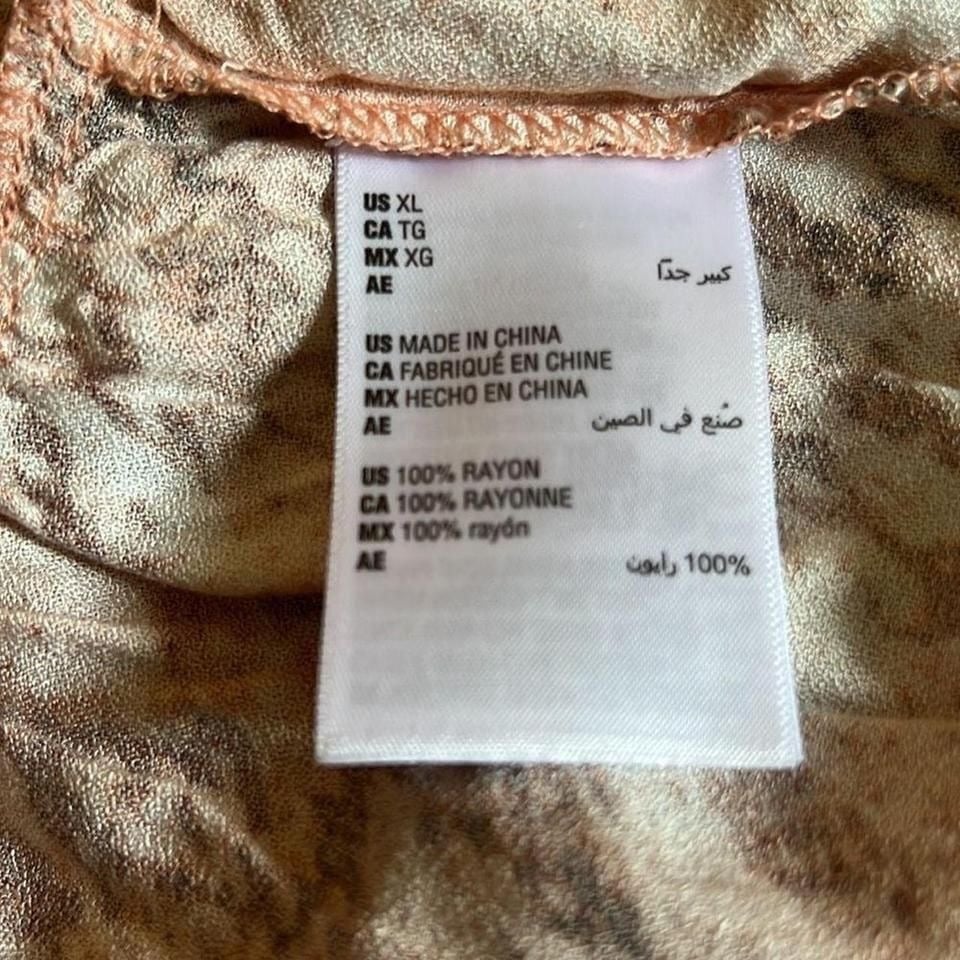 US XL
CA TG
MX XG
AE كبير جدًا
US MADE IN CHINA
CA FABRIQUÉ EN CHINE
MX HECHO EN CHINA
AE صُنع في الصين
US 100% RAYON
CA 100% RAYONNE
MX 100% rayón
AE 100% رايون